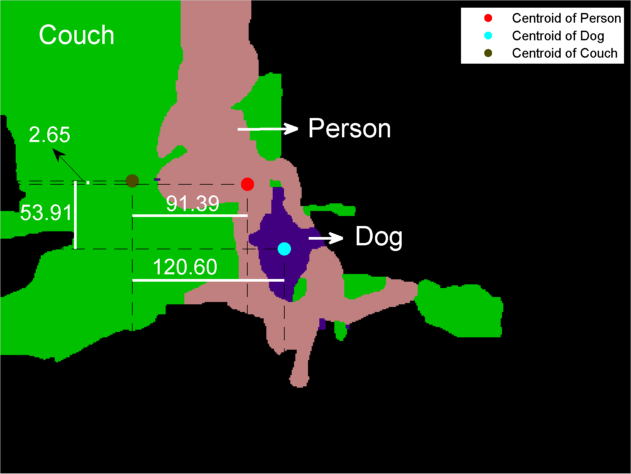 Couch
Centroid of Person
Centroid of Dog
Centroid of Couch
2.65
Person
53.91
91.39
Dog
120.60